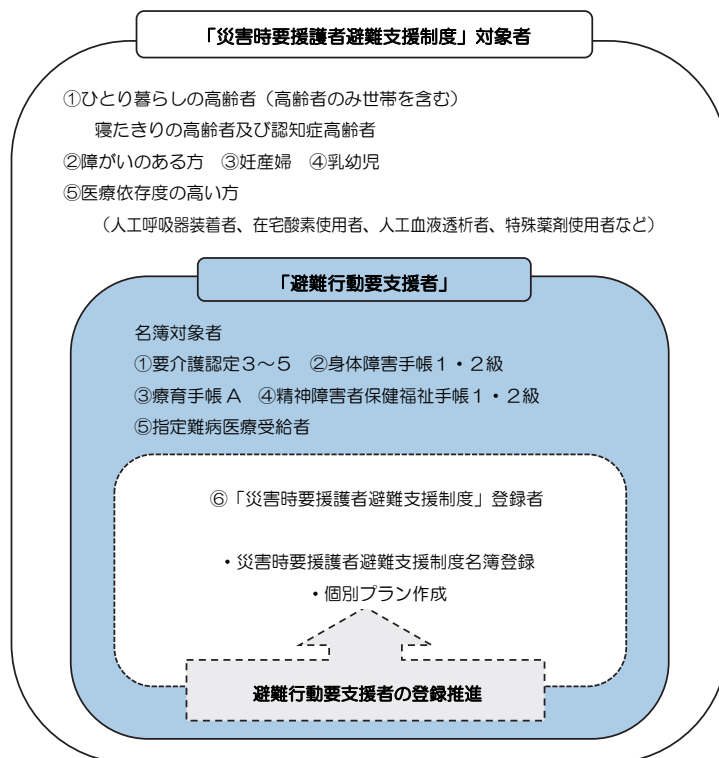 「災害時要援護者避難支援制度」対象者
①ひとり暮らしの高齢者（高齢者のみ世帯を含む）
寝たきりの高齢者及び認知症高齢者
②障がいのある方　③妊産婦　④乳幼児
⑤医療依存度の高い方
（人工呼吸器装着者、在宅酸素使用者、人工血液透析者、特殊薬剤使用者など）
「避難行動要支援者」
名簿対象者
①要介護認定３～５　②身体障害手帳１・２級
③療育手帳Ａ　④精神障害者保健福祉手帳１・２級
⑤指定難病医療受給者
⑥「災害時要援護者避難支援制度」登録者
・災害時要援護者避難支援制度名簿登録
・個別プラン作成
避難行動要支援者の登録推進